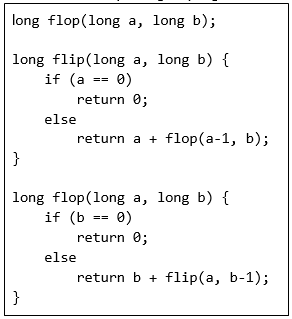 long flop(long a, long b);

long flip(long a, long b) {
    if (a == 0)
        return 0;
    else
        return a + flop(a-1, b);
}

long flop(long a, long b) {
    if (b == 0)
        return 0;
    else
        return b + flip(a, b-1);
}